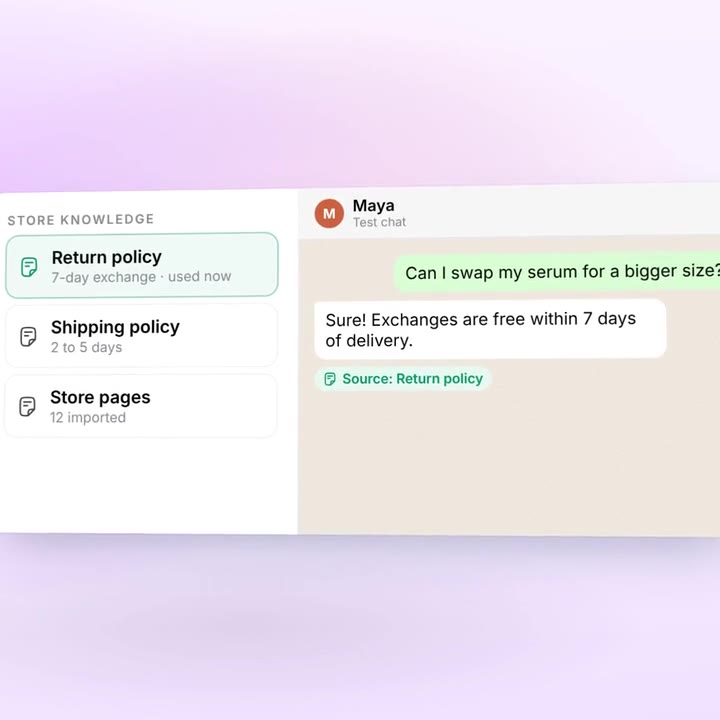 STORE KNOWLEDGE
Return policy
7-day exchange · used now
Shipping policy
2 to 5 days
Store pages
12 imported
M
Maya
Test chat
Can I swap my serum for a bigger size?
Sure! Exchanges are free within 7 days
of delivery.
Source: Return policy